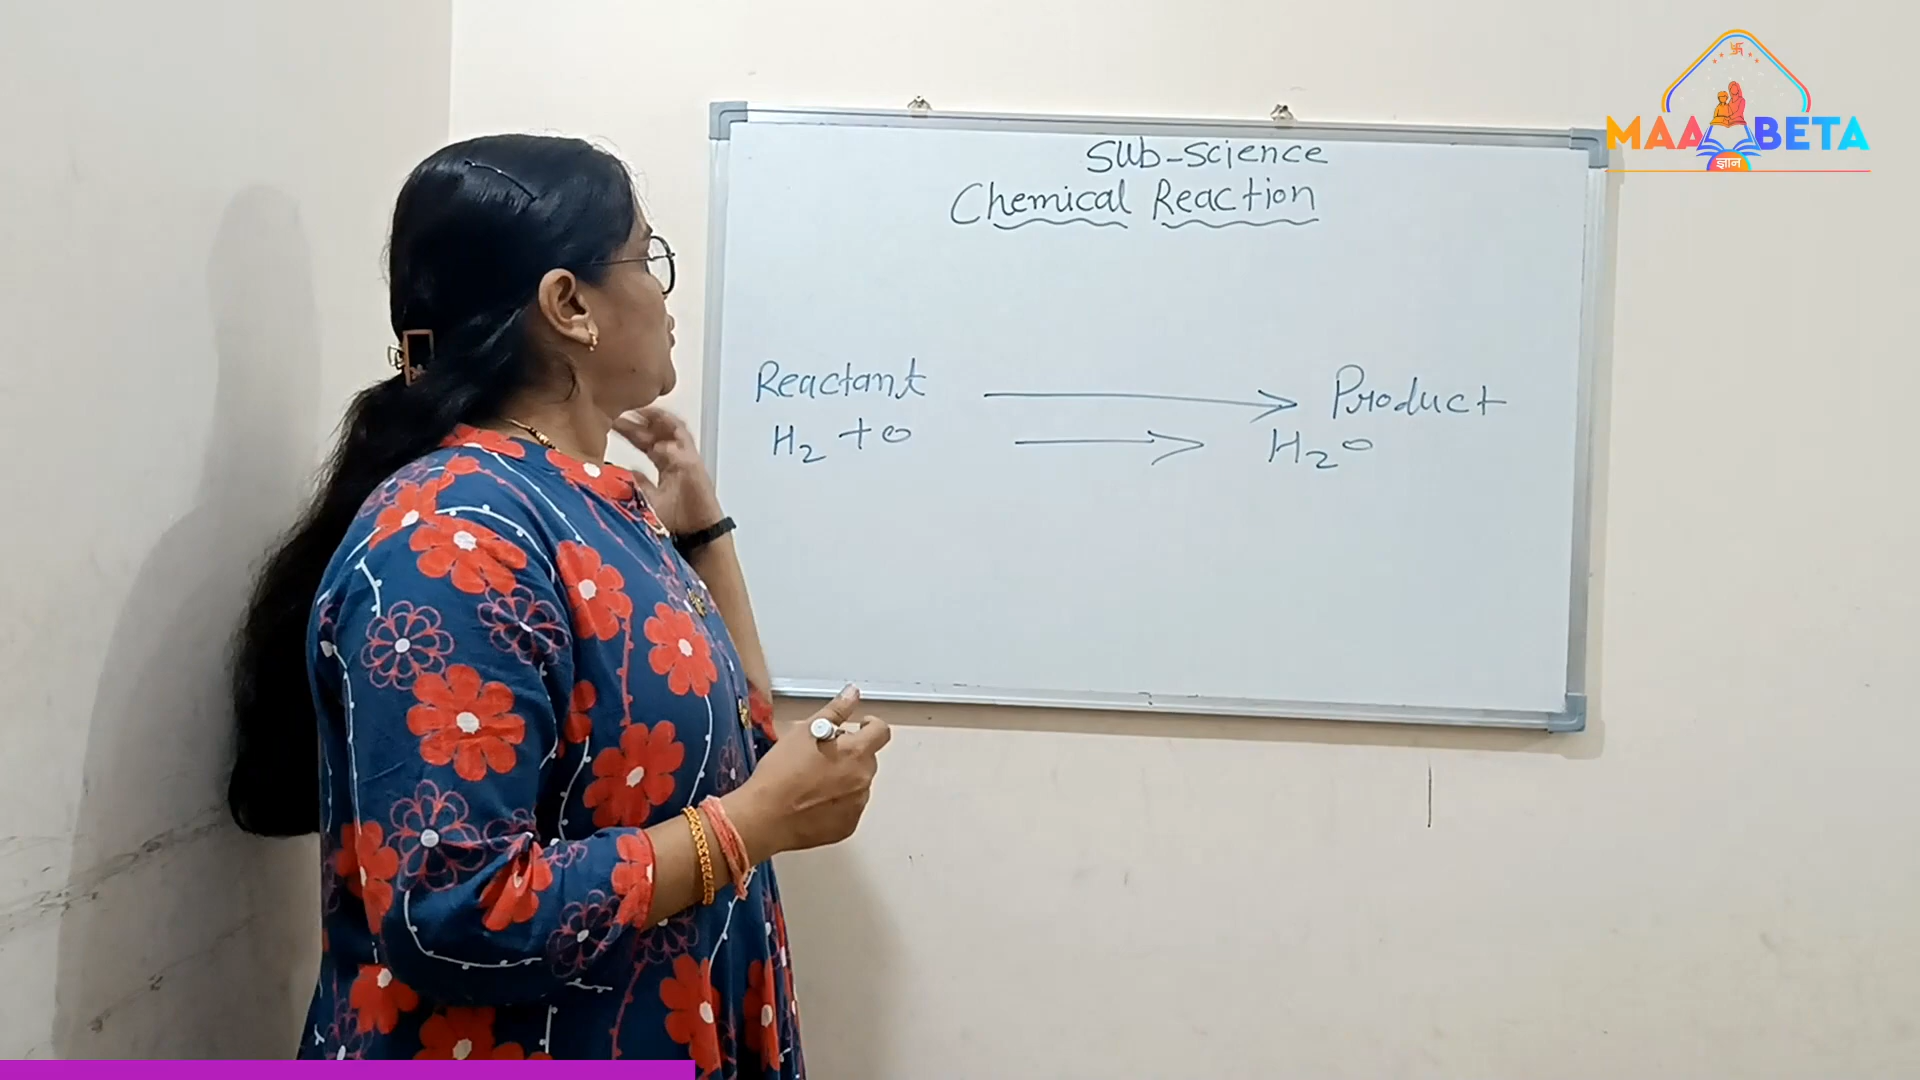 MAA BETA
ज्ञान
Sub-Science
Chemical Reaction
Reactant → Product
H₂ + O → H₂O